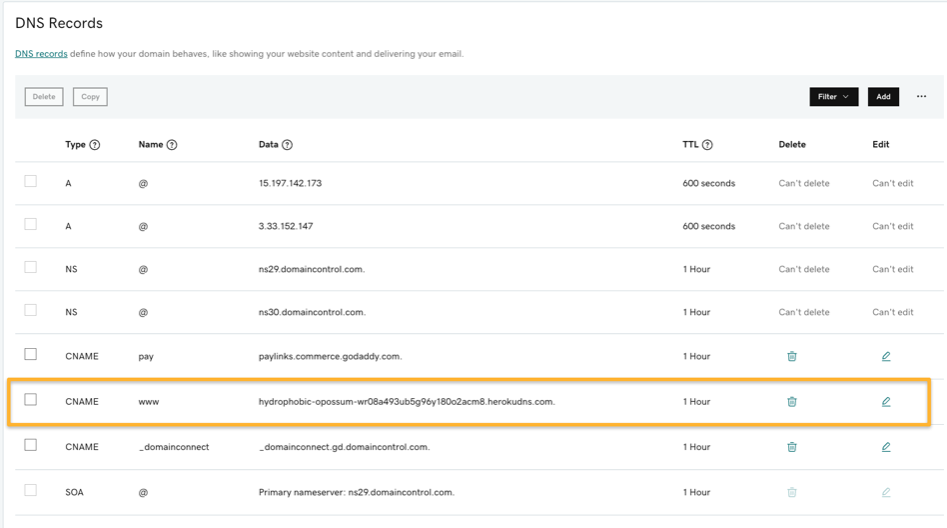 DNS Records
DNS records define how your domain behaves, like showing your website content and delivering your email.
Delete Copy Filter Add ...
Type ? Name ? Data ? TTL ? Delete Edit
A @ 15.197.142.173 600 seconds Can't delete Can't edit
A @ 3.33.152.147 600 seconds Can't delete Can't edit
NS @ ns29.domaincontrol.com. 1 Hour Can't delete Can't edit
NS @ ns30.domaincontrol.com. 1 Hour Can't delete Can't edit
CNAME pay paylinks.commerce.godaddy.com. 1 Hour
CNAME www hydrophobic-opossum-wr08a493ub5g96y180o2acm8.herokudns.com. 1 Hour
CNAME _domainconnect _domainconnect.gd.domaincontrol.com. 1 Hour
SOA @ Primary nameserver: ns29.domaincontrol.com. 1 Hour